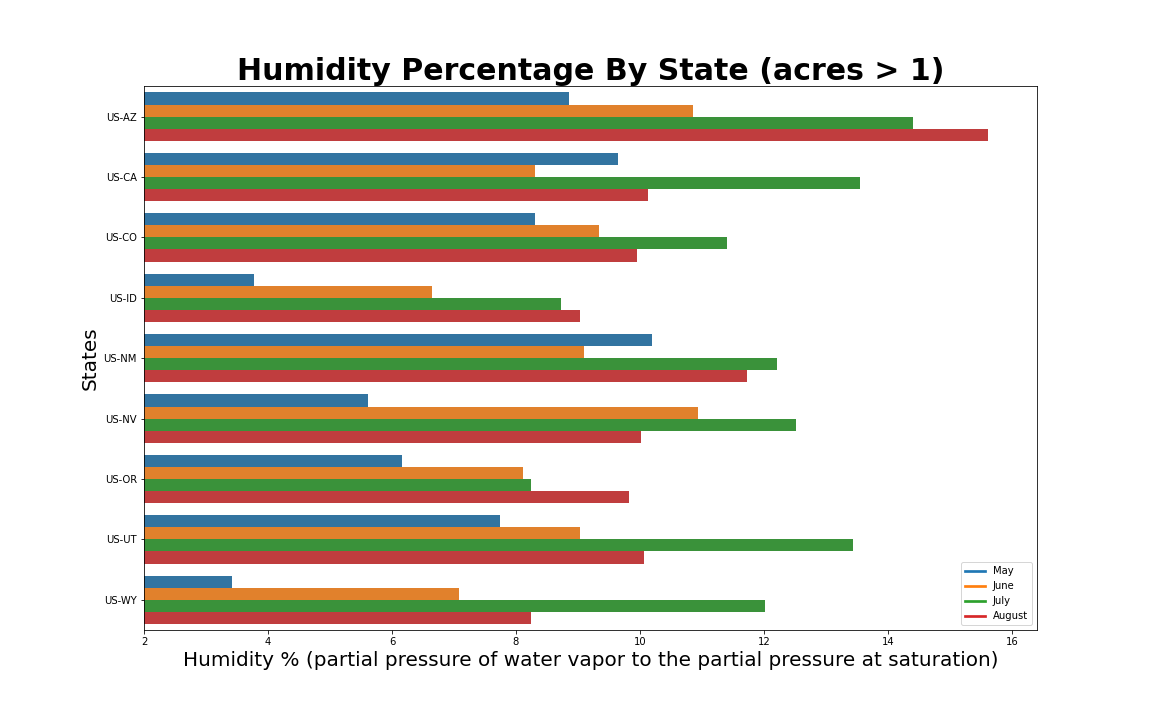 Humidity Percentage By State (acres > 1)
US-AZ
US-CA
US-CO
US-ID
US-NM
US-NV
US-OR
US-UT
US-WY
States
May
June
July
August
2 4 6 8 10 12 14 16
Humidity % (partial pressure of water vapor to the partial pressure at saturation)